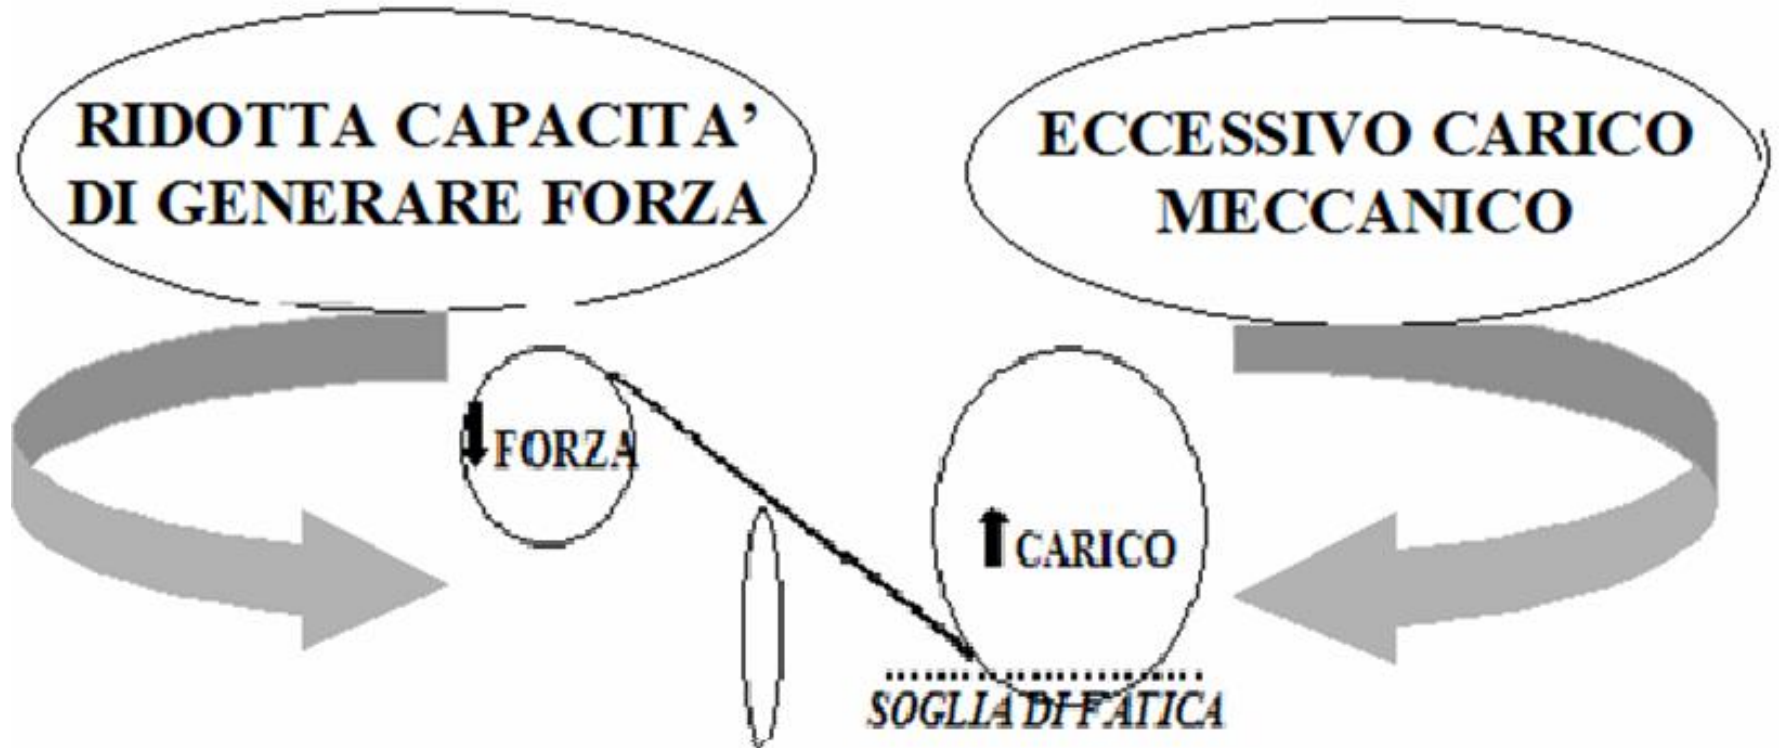 RIDOTTA CAPACITA’
DI GENERARE FORZA
ECCESSIVO CARICO
MECCANICO
FORZA
CARICO
SOGLIA DI FATICA